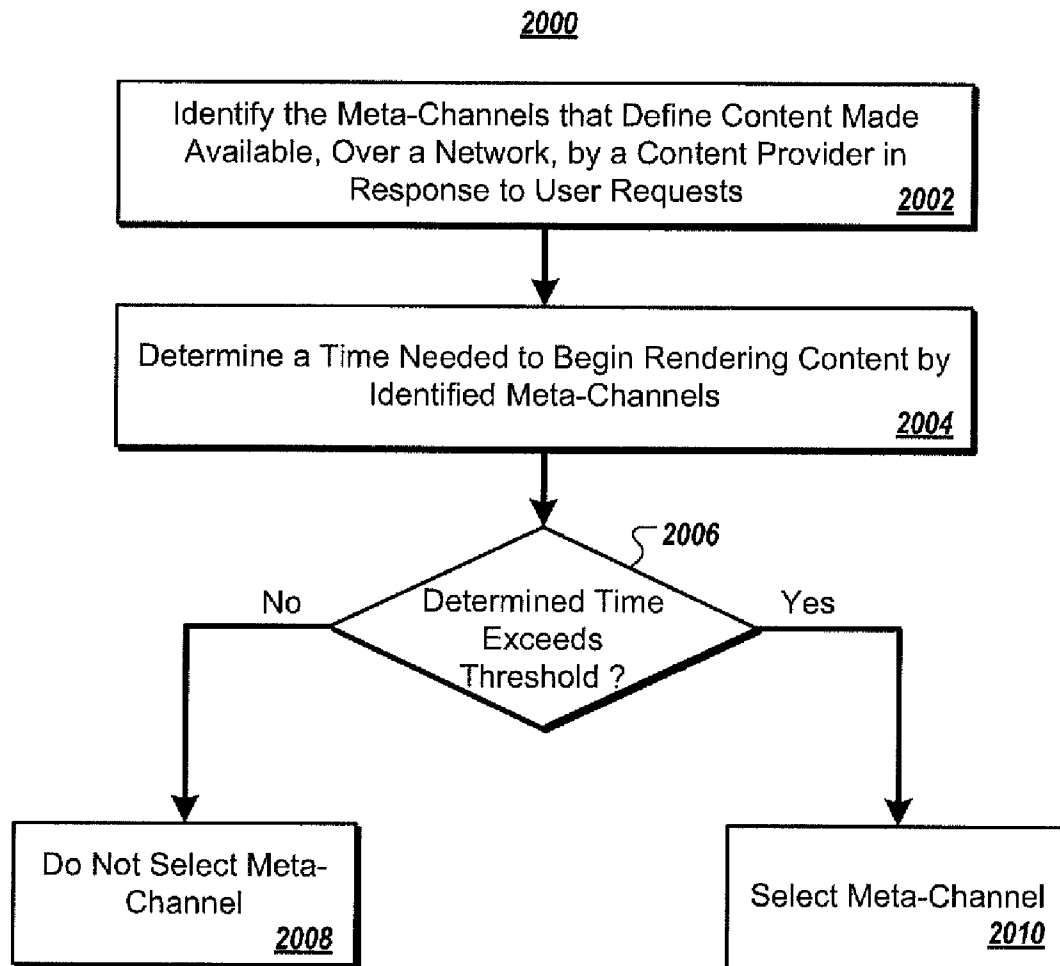 2000
Identify the Meta-Channels that Define Content Made
Available, Over a Network, by a Content Provider in
Response to User Requests
2002
Determine a Time Needed to Begin Rendering Content by
Identified Meta-Channels
2004
2006
No
Determined Time
Exceeds
Threshold ?
Yes
Do Not Select Meta-
Channel
2008
Select Meta-Channel
2010